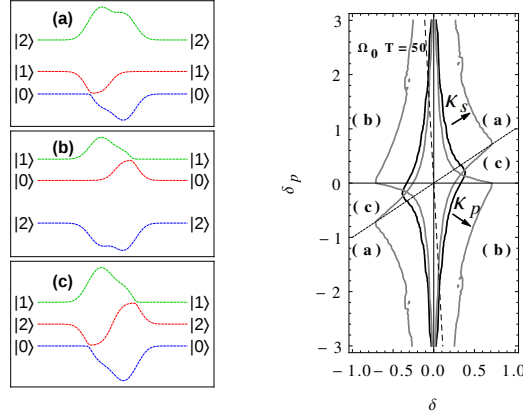 (a)
|2⟩ |2⟩
|1⟩ |1⟩
|0⟩ |0⟩
(b)
|1⟩ |1⟩
|0⟩ |0⟩
|2⟩ |2⟩
(c)
|1⟩ |1⟩
|2⟩ |2⟩
|0⟩ |0⟩
3
Ω₀ T = 50
2
(b) K_s (a)
1
(c)
δ_p 0
(c) K_p
−1 (a) (b)
−2
−3
−1.0 −0.5 0.0 0.5 1.0
δ